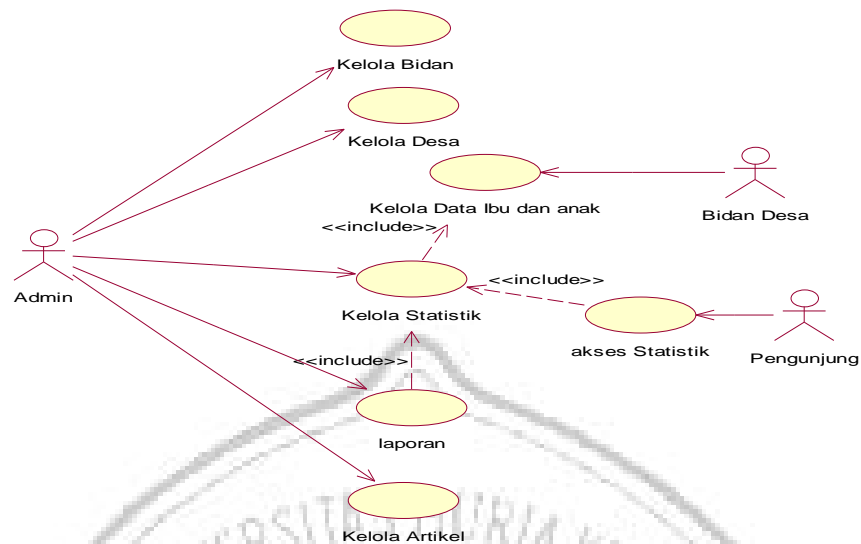 Kelola Bidan
Kelola Desa
Kelola Data Ibu dan anak
Bidan Desa
<<include>>
Admin
<<include>>
Kelola Statistik
akses Statistik
Pengunjung
<<include>>
laporan
Kelola Artikel